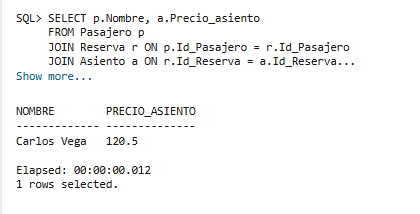 SQL> SELECT p.Nombre, a.Precio_asiento
FROM Pasajero p
JOIN Reserva r ON p.Id_Pasajero = r.Id_Pasajero
JOIN Asiento a ON r.Id_Reserva = a.Id_Reserva...
Show more...
NOMBRE PRECIO_ASIENTO
------------- --------------
Carlos Vega 120.5
Elapsed: 00:00:00.012
1 rows selected.